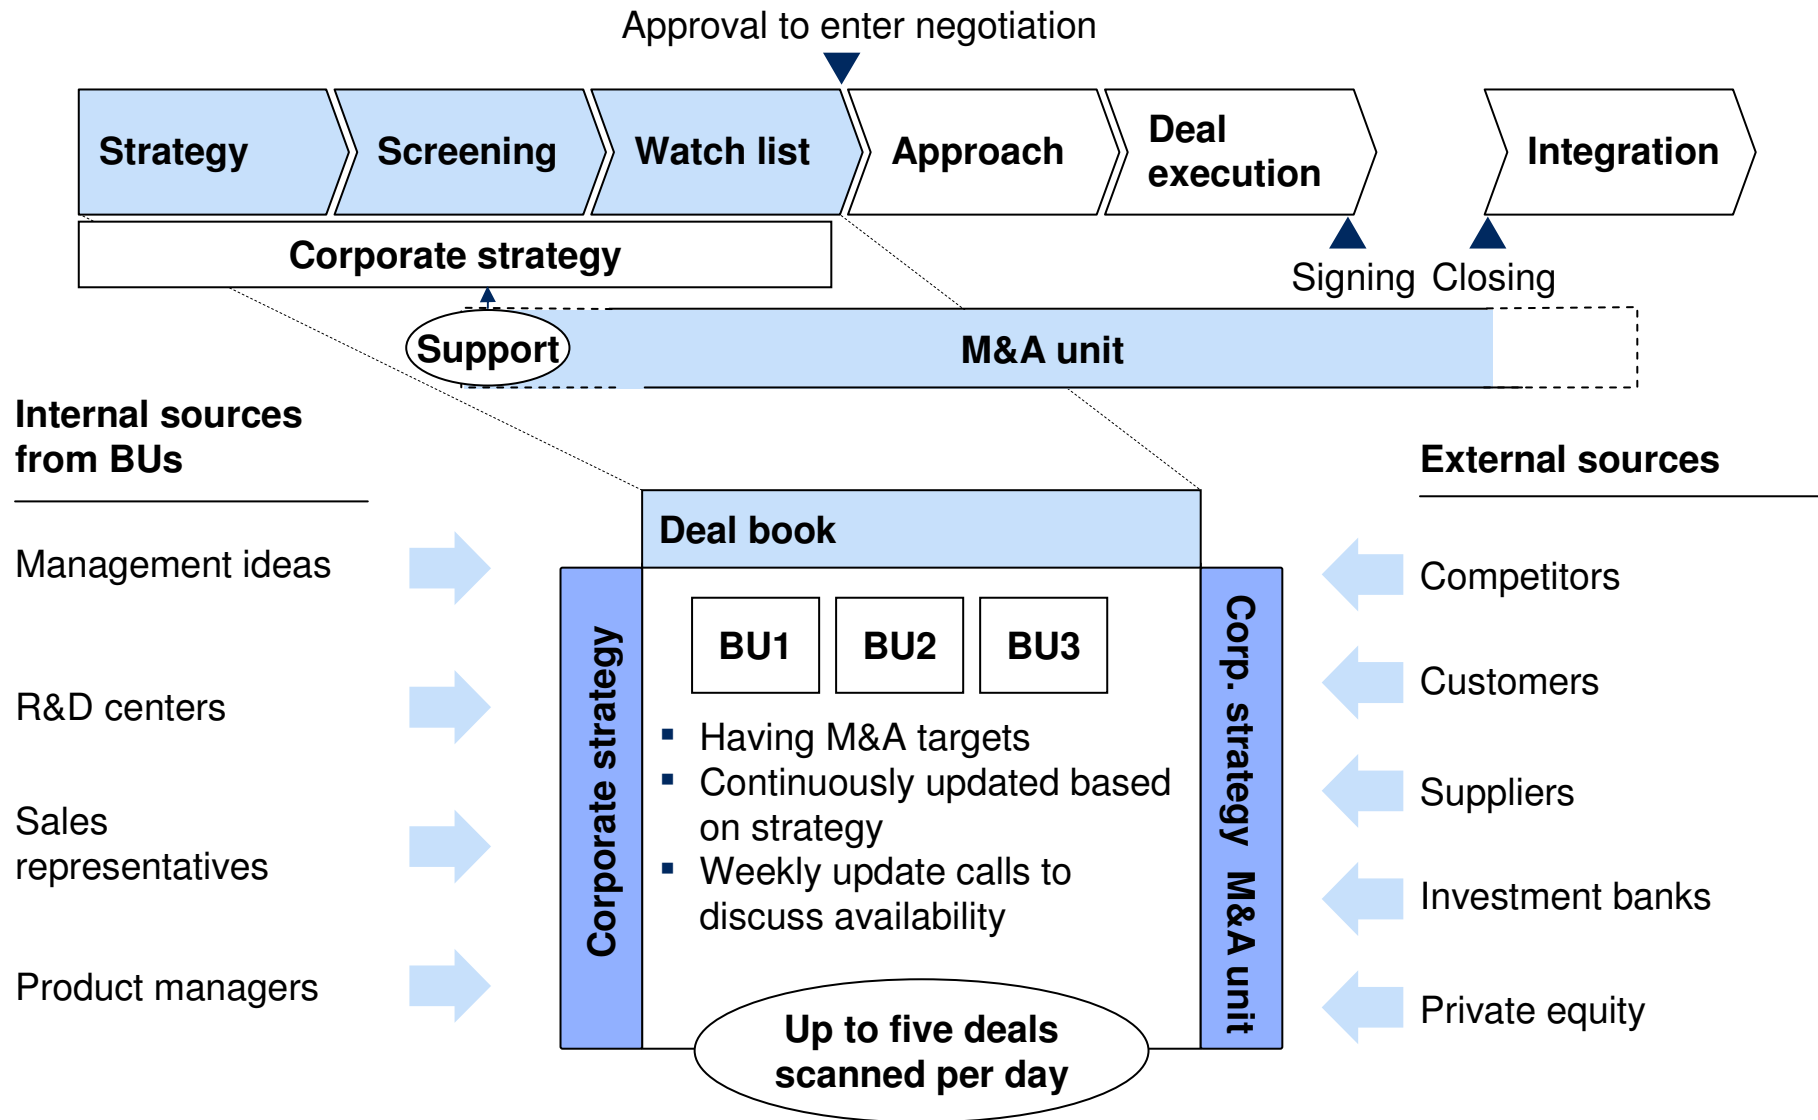 Approval to enter negotiation
Strategy
Screening
Watch list
Approach
Deal
execution
Integration
Corporate strategy
Signing
Closing
Support
M&A unit
Internal sources
from BUs
Management ideas
R&D centers
Sales
representatives
Product managers
Deal book
Corporate strategy
BU1
BU2
BU3
▪ Having M&A targets
▪ Continuously updated based
on strategy
▪ Weekly update calls to
discuss availability
Up to five deals
scanned per day
Corp. strategy M&A unit
External sources
Competitors
Customers
Suppliers
Investment banks
Private equity